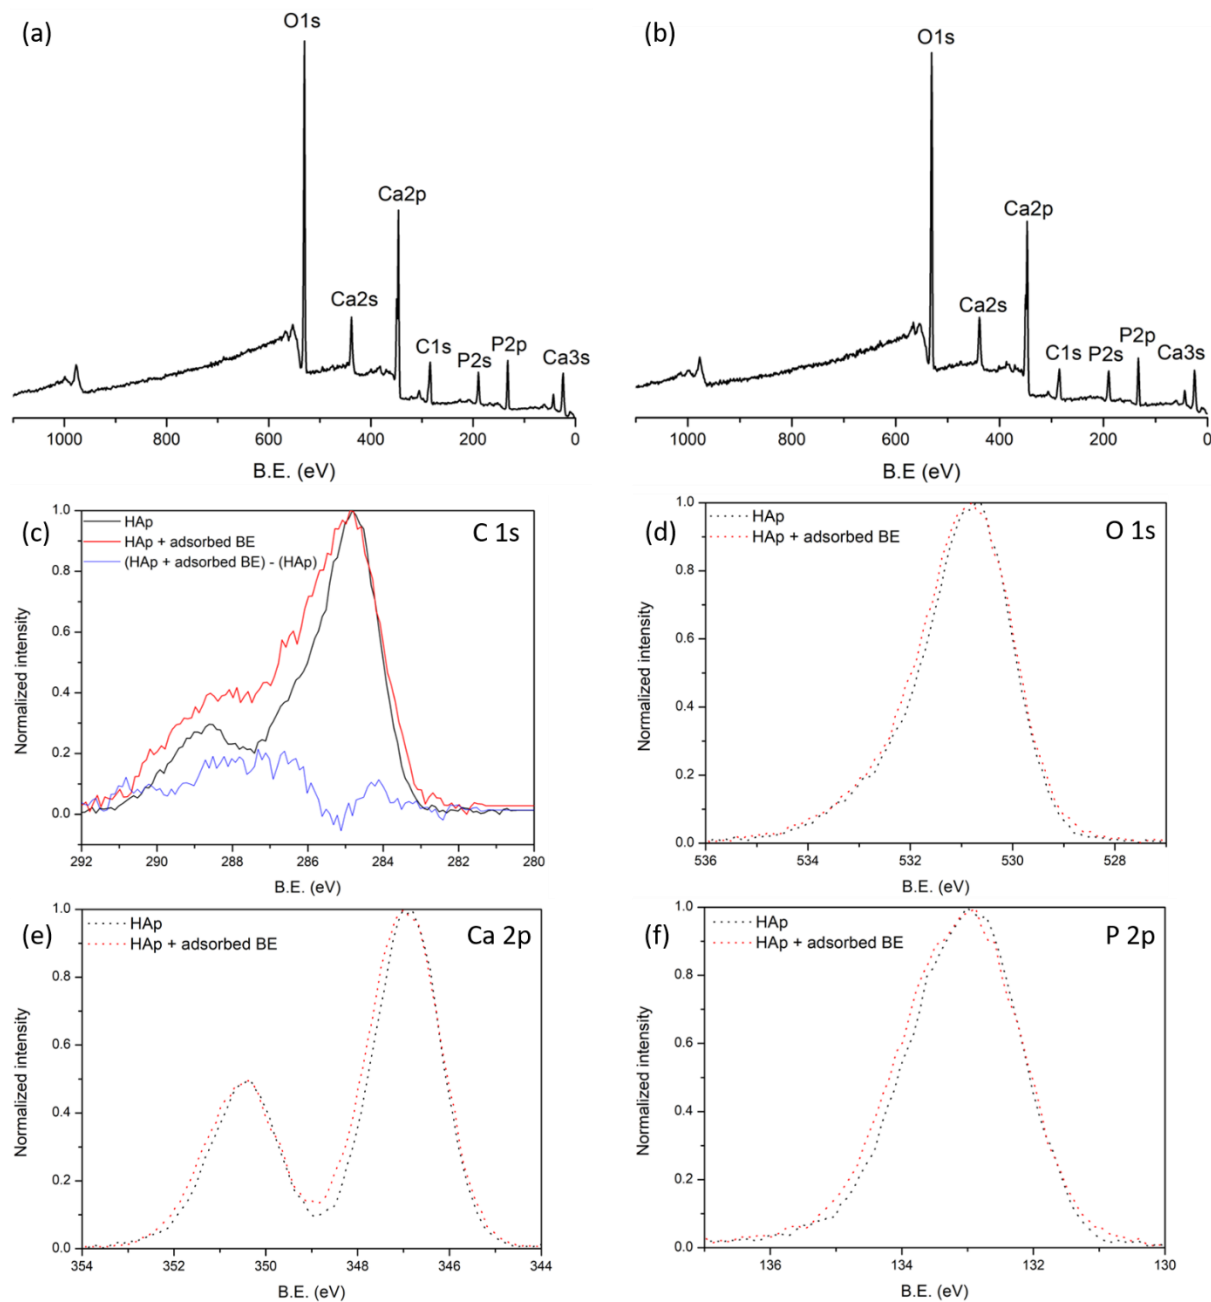 (a)
O1s
Ca2p
Ca2s
C1s
P2s
P2p
Ca3s
1000 800 600 400 200 0
B.E. (eV)
(b)
O1s
Ca2p
Ca2s
C1s
P2s
P2p
Ca3s
1000 800 600 400 200 0
B.E (eV)
(c)
C 1s
HAp
HAp + adsorbed BE
(HAp + adsorbed BE) - (HAp)
Normalized intensity
1.0
0.8
0.6
0.4
0.2
0.0
292 290 288 286 284 282 280
B.E. (eV)
(d)
O 1s
HAp
HAp + adsorbed BE
Normalized intensity
1.0
0.8
0.6
0.4
0.2
0.0
536 534 532 530 528
B.E. (eV)
(e)
Ca 2p
HAp
HAp + adsorbed BE
Normalized intensity
1.0
0.8
0.6
0.4
0.2
0.0
354 352 350 348 346 344
B.E. (eV)
(f)
P 2p
HAp
HAp + adsorbed BE
Normalized intensity
1.0
0.8
0.6
0.4
0.2
0.0
136 134 132 130
B.E. (eV)